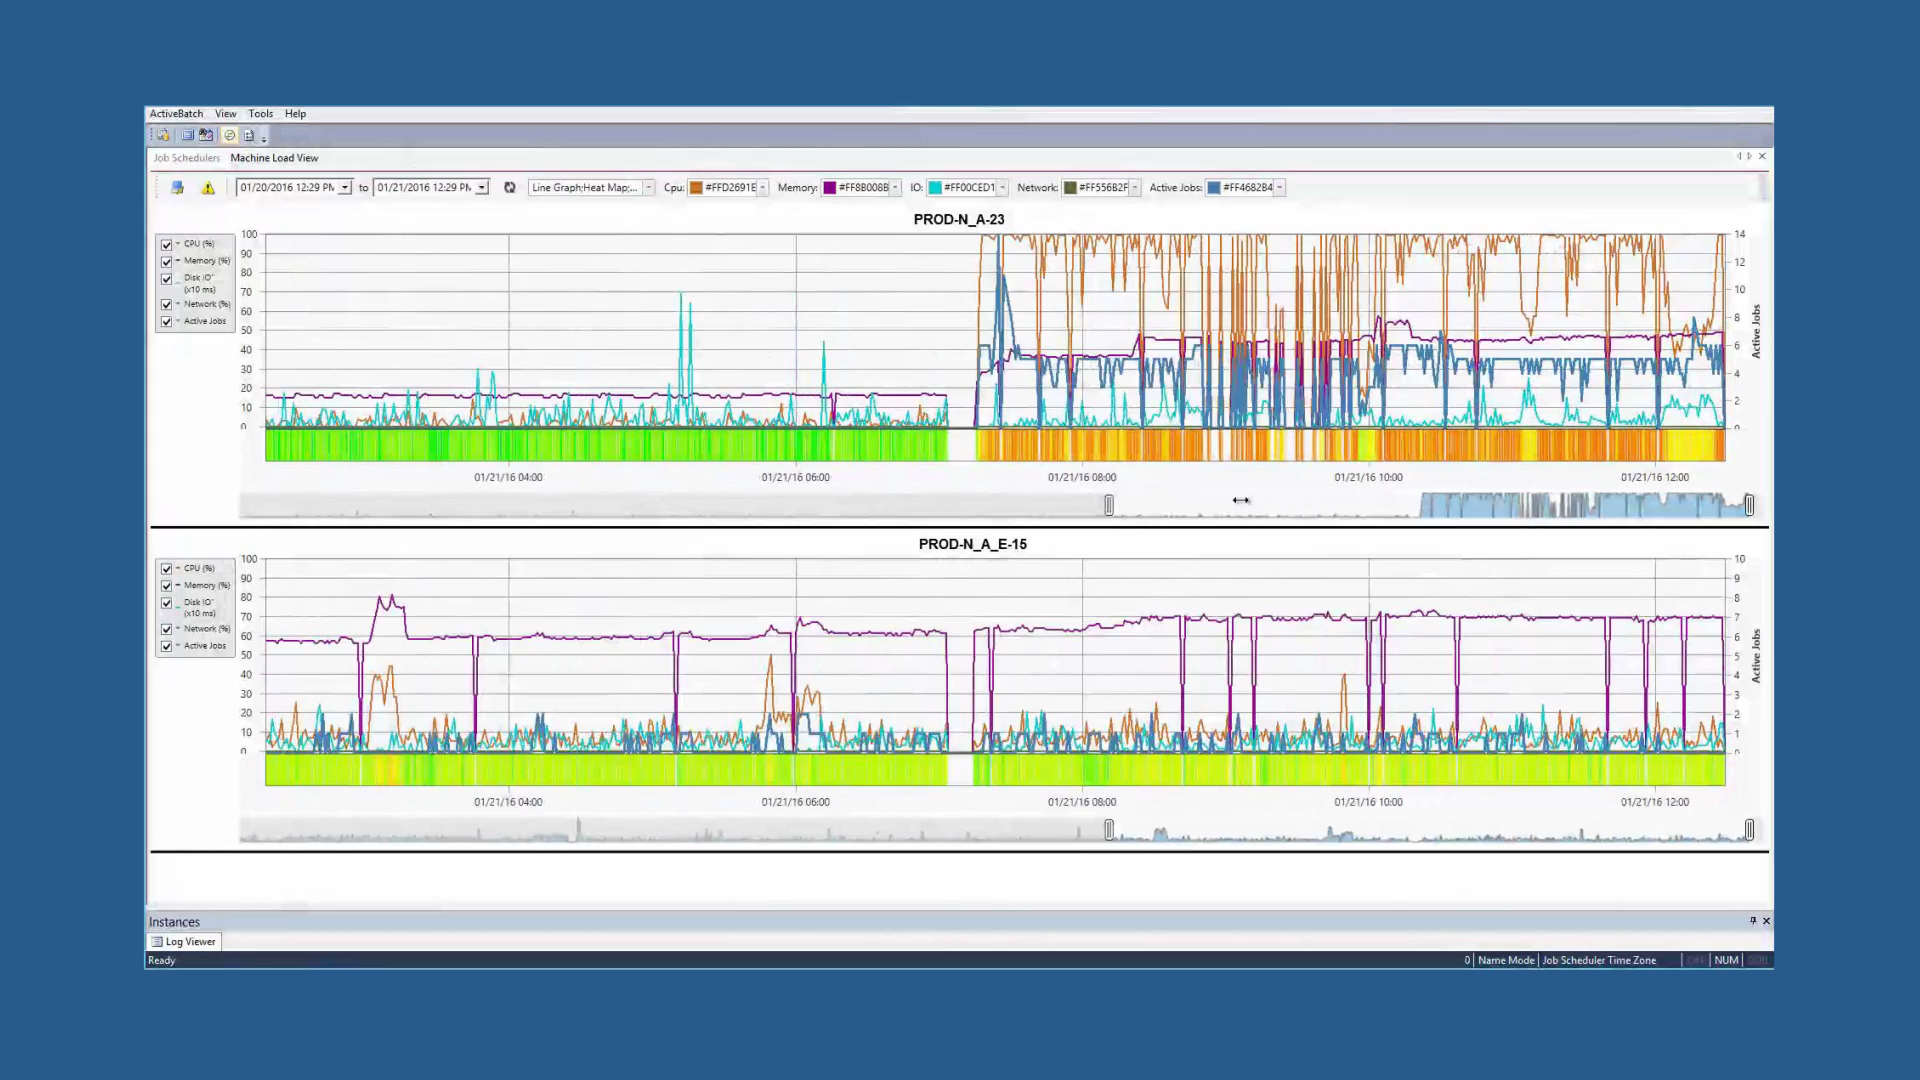 ActiveBatch View Tools Help
Job Schedulers Machine Load View
01/20/2016 12:29 PM to 01/21/2016 12:29 PM Line Graph;Heat Map;... Cpu: #FFD2691E Memory: #FF8B008B IO: #FF00CED1 Network: #FF556B2F Active Jobs: #FF4682B4
PROD-N_A-23
CPU (%)
Memory (%)
Disk IO
(x10 ms)
Network (%)
Active Jobs
100
90
80
70
60
50
40
30
20
10
0
14
12
10
8
6
4
2
0
Active Jobs
01/21/16 04:00 01/21/16 06:00 01/21/16 08:00 01/21/16 10:00 01/21/16 12:00
PROD-N_A_E-15
CPU (%)
Memory (%)
Disk IO
(x10 ms)
Network (%)
Active Jobs
100
90
80
70
60
50
40
30
20
10
0
10
9
8
7
6
5
4
3
2
1
0
Active Jobs
01/21/16 04:00 01/21/16 06:00 01/21/16 08:00 01/21/16 10:00 01/21/16 12:00
Instances
Log Viewer
Ready 0 Name Mode Job Scheduler Time Zone NUM